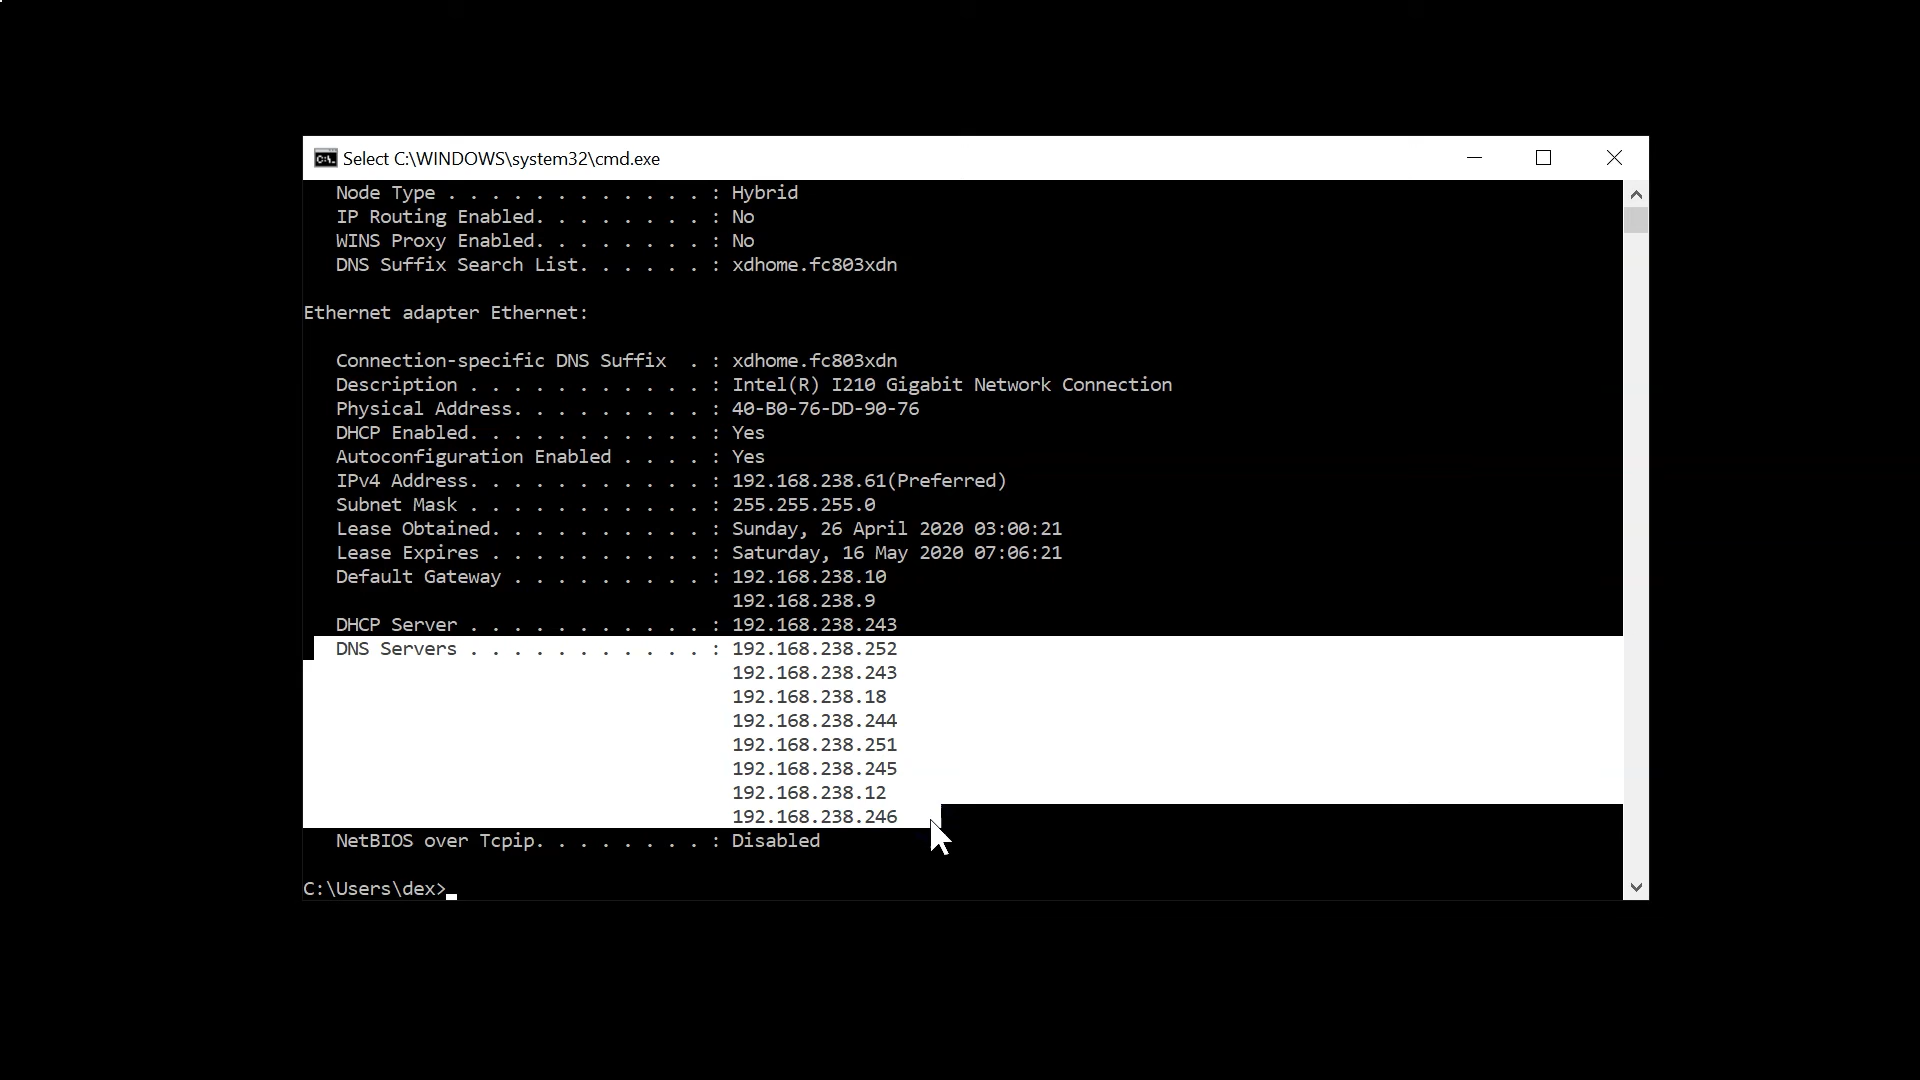 Select C:\WINDOWS\system32\cmd.exe
Node Type . . . . . . . . . . . . : Hybrid
IP Routing Enabled. . . . . . . . : No
WINS Proxy Enabled. . . . . . . . : No
DNS Suffix Search List. . . . . . : xdhome.fc803xdn
Ethernet adapter Ethernet:
Connection-specific DNS Suffix  . : xdhome.fc803xdn
Description . . . . . . . . . . . : Intel(R) I210 Gigabit Network Connection
Physical Address. . . . . . . . . : 40-B0-76-DD-90-76
DHCP Enabled. . . . . . . . . . . : Yes
Autoconfiguration Enabled . . . . : Yes
IPv4 Address. . . . . . . . . . . : 192.168.238.61(Preferred)
Subnet Mask . . . . . . . . . . . : 255.255.255.0
Lease Obtained. . . . . . . . . . : Sunday, 26 April 2020 03:00:21
Lease Expires . . . . . . . . . . : Saturday, 16 May 2020 07:06:21
Default Gateway . . . . . . . . . : 192.168.238.10
192.168.238.9
DHCP Server . . . . . . . . . . . : 192.168.238.243
DNS Servers . . . . . . . . . . . : 192.168.238.252
192.168.238.243
192.168.238.18
192.168.238.244
192.168.238.251
192.168.238.245
192.168.238.12
192.168.238.246
NetBIOS over Tcpip. . . . . . . . : Disabled
C:\Users\dex>